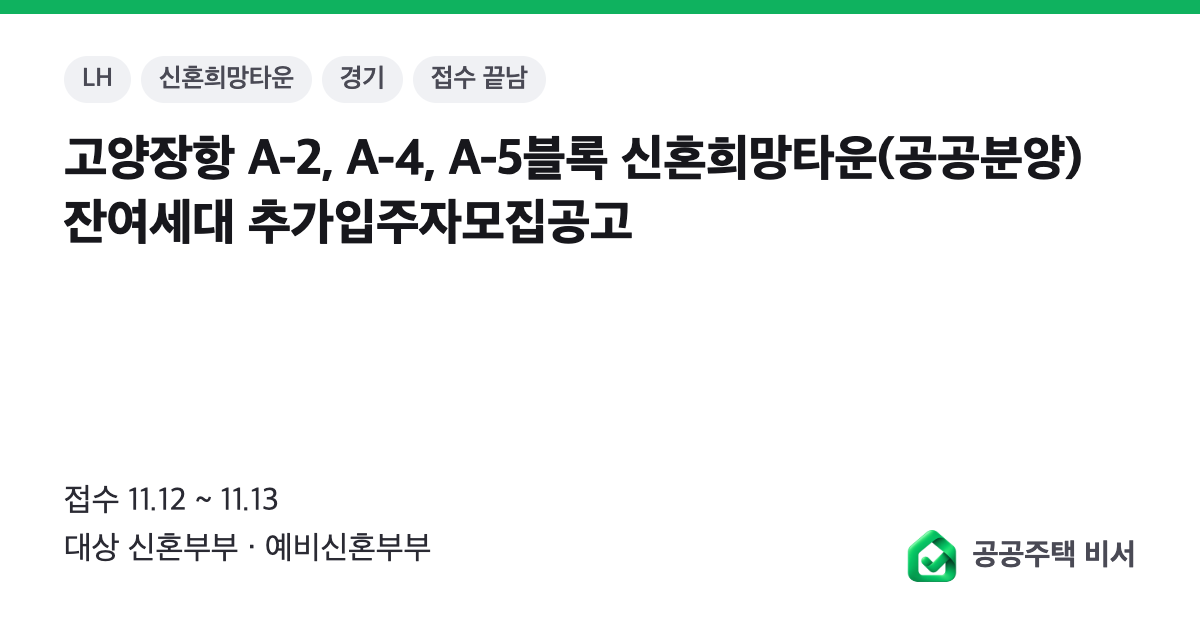 LH 신혼희망타운 경기 접수 끝남
고양장항 A-2, A-4, A-5블록 신혼희망타운(공공분양)
잔여세대 추가입주자모집공고
접수 11.12 ~ 11.13
대상 신혼부부 · 예비신혼부부
공공주택 비서